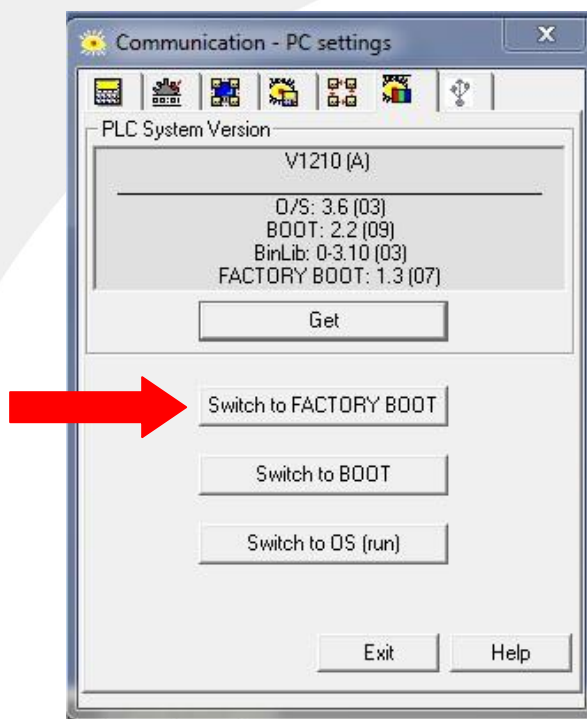 Communication - PC settings
PLC System Version
V1210 (A)
O/S: 3.6 (03)
BOOT: 2.2 (09)
BinLib: 0-3.10 (03)
FACTORY BOOT: 1.3 (07)
Get
Switch to FACTORY BOOT
Switch to BOOT
Switch to OS (run)
Exit Help